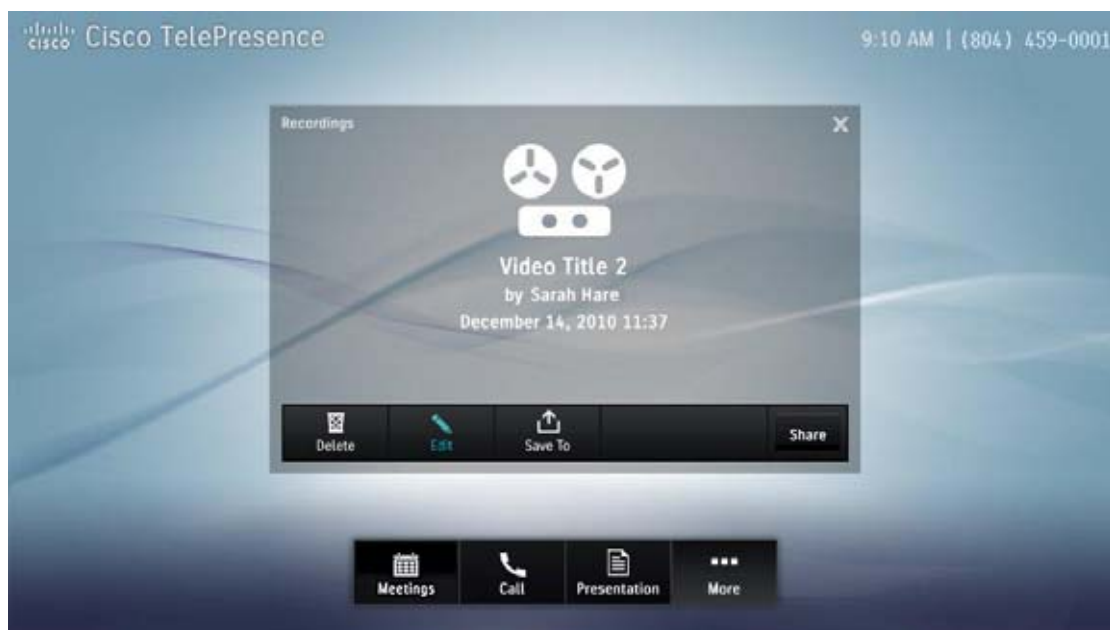 cisco Cisco TelePresence
9:10 AM | (804) 459-0001
Recordings X
Video Title 2
by Sarah Hare
December 14, 2010 11:37
Delete Edit Save To Share
Meetings Call Presentation More